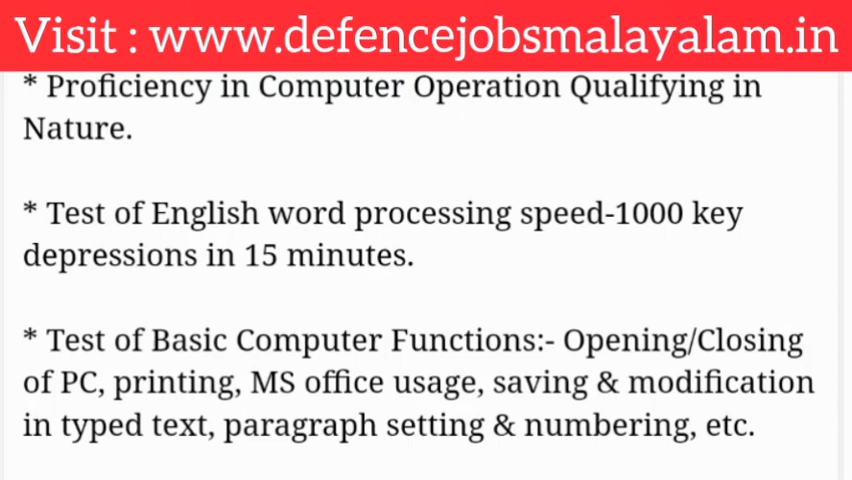 Visit : www.defencejobsmalayalam.in
* Proficiency in Computer Operation Qualifying in
Nature.
* Test of English word processing speed-1000 key
depressions in 15 minutes.
* Test of Basic Computer Functions:- Opening/Closing
of PC, printing, MS office usage, saving & modification
in typed text, paragraph setting & numbering, etc.